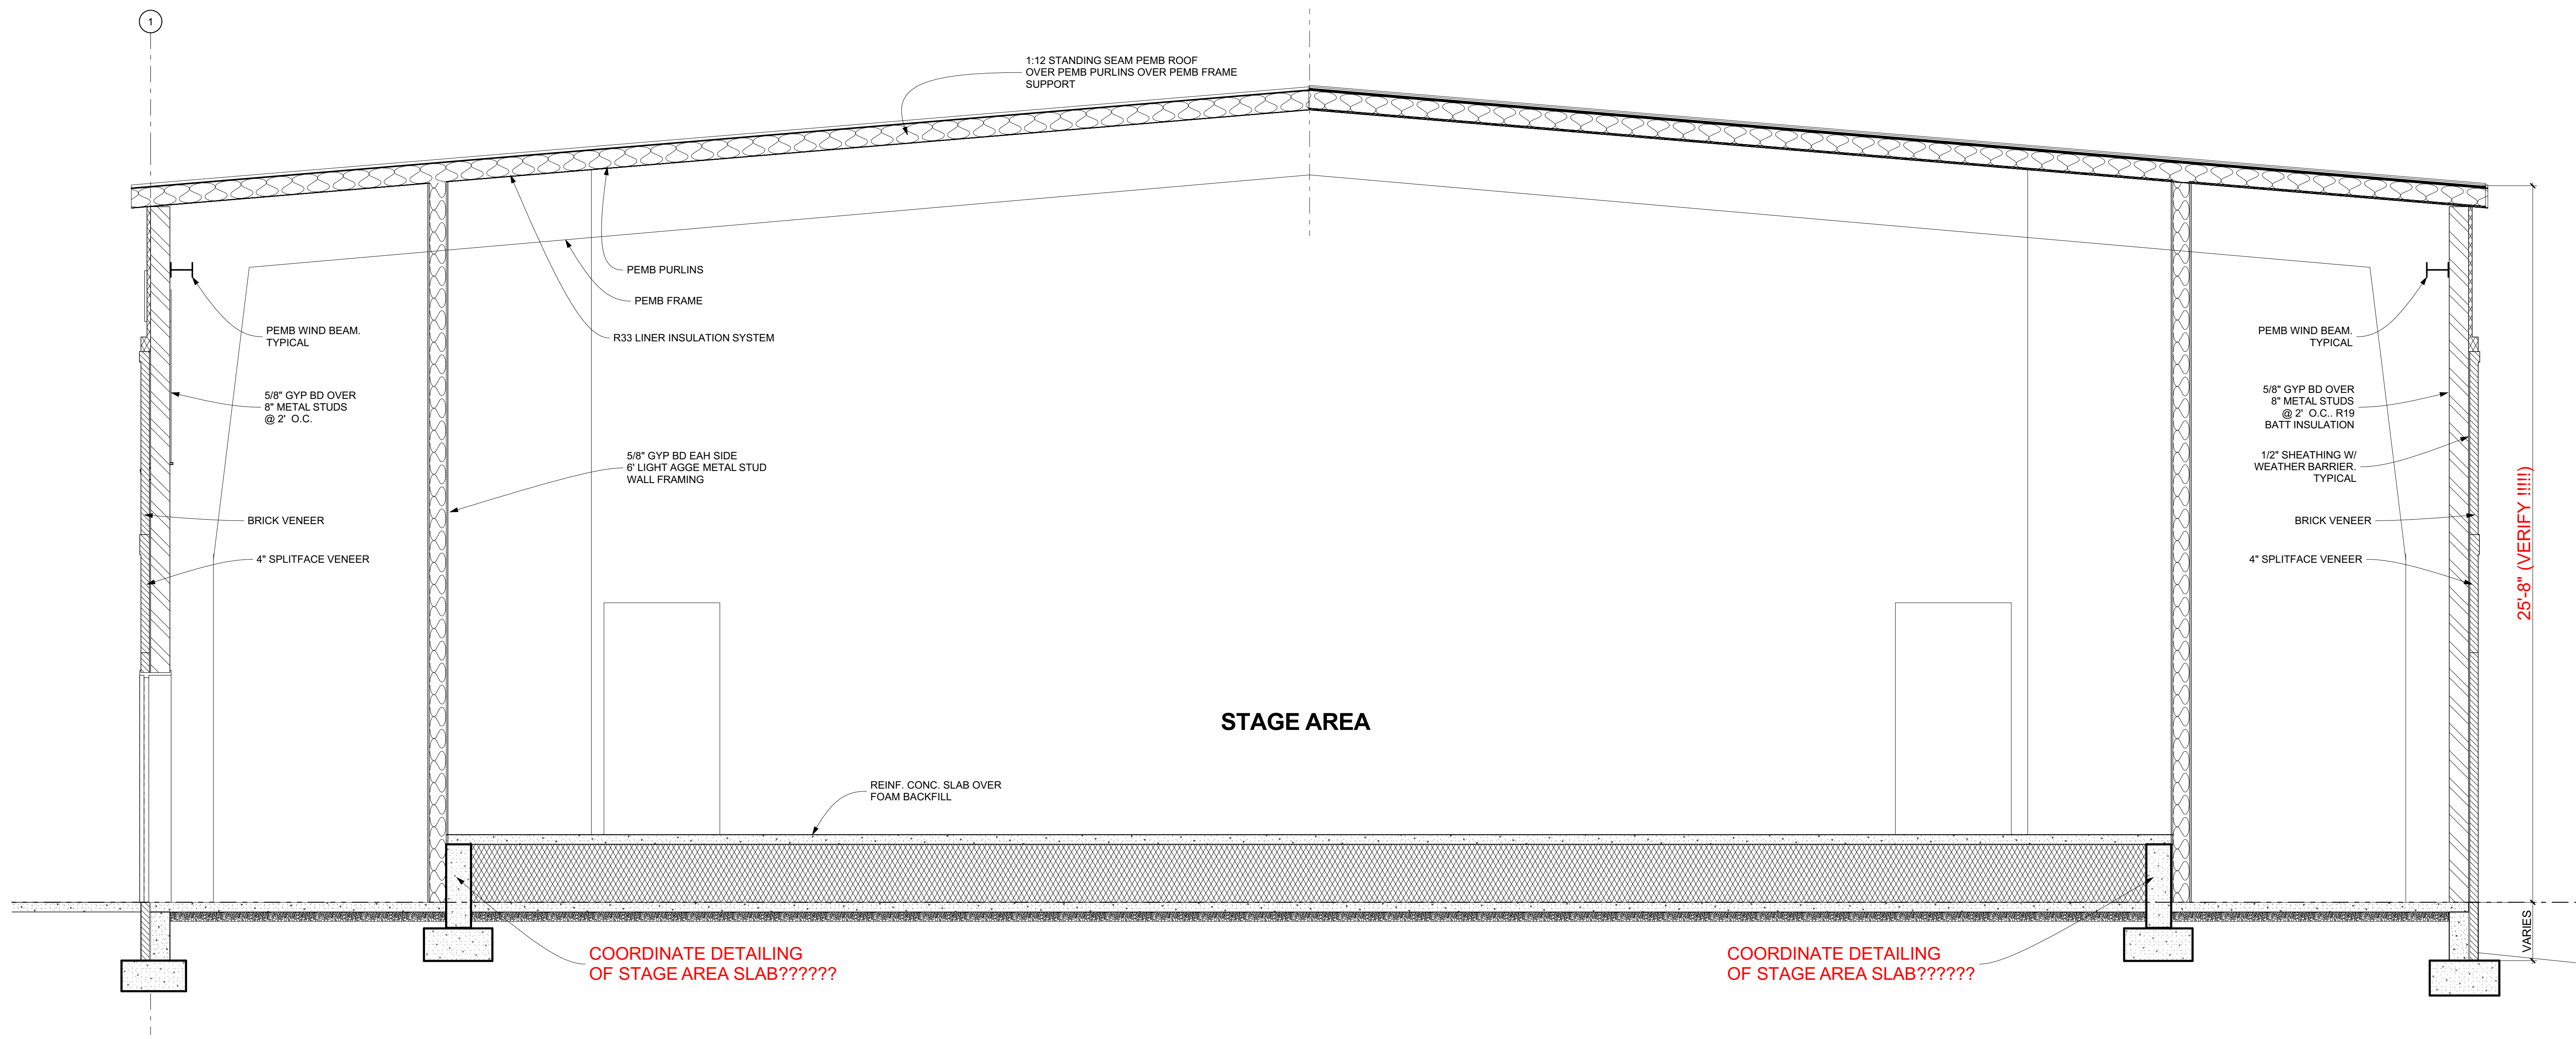 1
1:12 STANDING SEAM PEMB ROOF
OVER PEMB PURLINS OVER PEMB FRAME
SUPPORT
PEMB PURLINS
PEMB FRAME
R33 LINER INSULATION SYSTEM
PEMB WIND BEAM.
TYPICAL
5/8" GYP BD OVER
8" METAL STUDS
@ 2' O.C.
5/8" GYP BD EAH SIDE
6' LIGHT AGGE METAL STUD
WALL FRAMING
BRICK VENEER
4" SPLITFACE VENEER
PEMB WIND BEAM.
TYPICAL
5/8" GYP BD OVER
8" METAL STUDS
@ 2' O.C.. R19
BATT INSULATION
1/2" SHEATHING W/
WEATHER BARRIER.
TYPICAL
BRICK VENEER
4" SPLITFACE VENEER
25'-8" (VERIFY !!!!!)
STAGE AREA
REINF. CONC. SLAB OVER
FOAM BACKFILL
COORDINATE DETAILING
OF STAGE AREA SLAB??????
COORDINATE DETAILING
OF STAGE AREA SLAB??????
VARIES